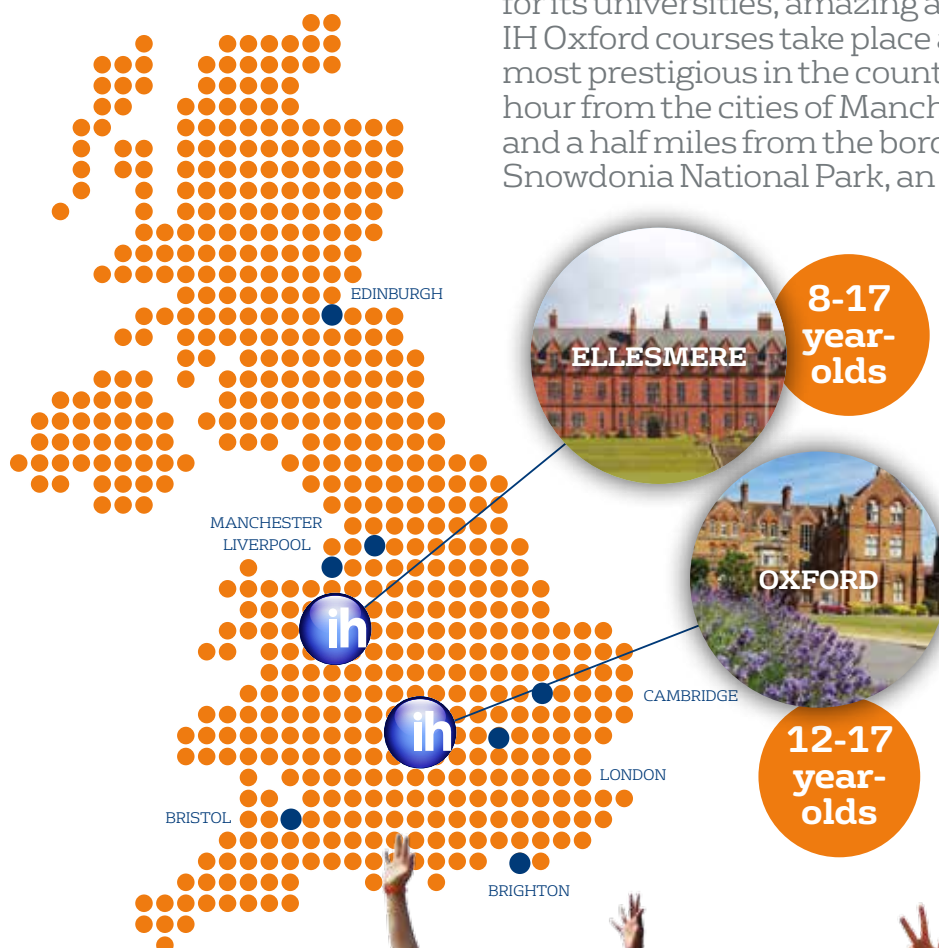 for its universities, amazing a
IH Oxford courses take place a
most prestigious in the count
hour from the cities of Manch
and a half miles from the bord
Snowdonia National Park, an
EDINBURGH
8-17
year-
olds
ELLESMERE
MANCHESTER
LIVERPOOL
OXFORD
ih
ih
CAMBRIDGE
12-17
year-
olds
LONDON
BRISTOL
BRIGHTON